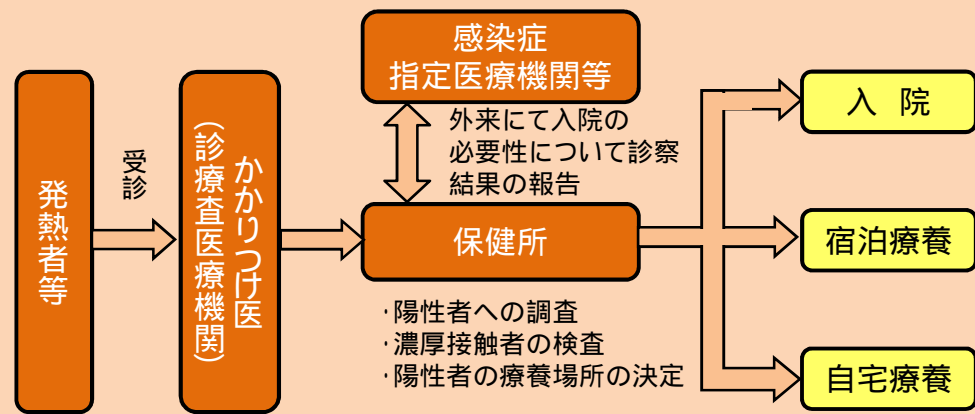 発熱者等
受診
かかりつけ医
(診療査医療機関)
感染症
指定医療機関等
外来にて入院の
必要性について診察
結果の報告
保健所
・陽性者への調査
・濃厚接触者の検査
・陽性者の療養場所の決定
入 院
宿泊療養
自宅療養